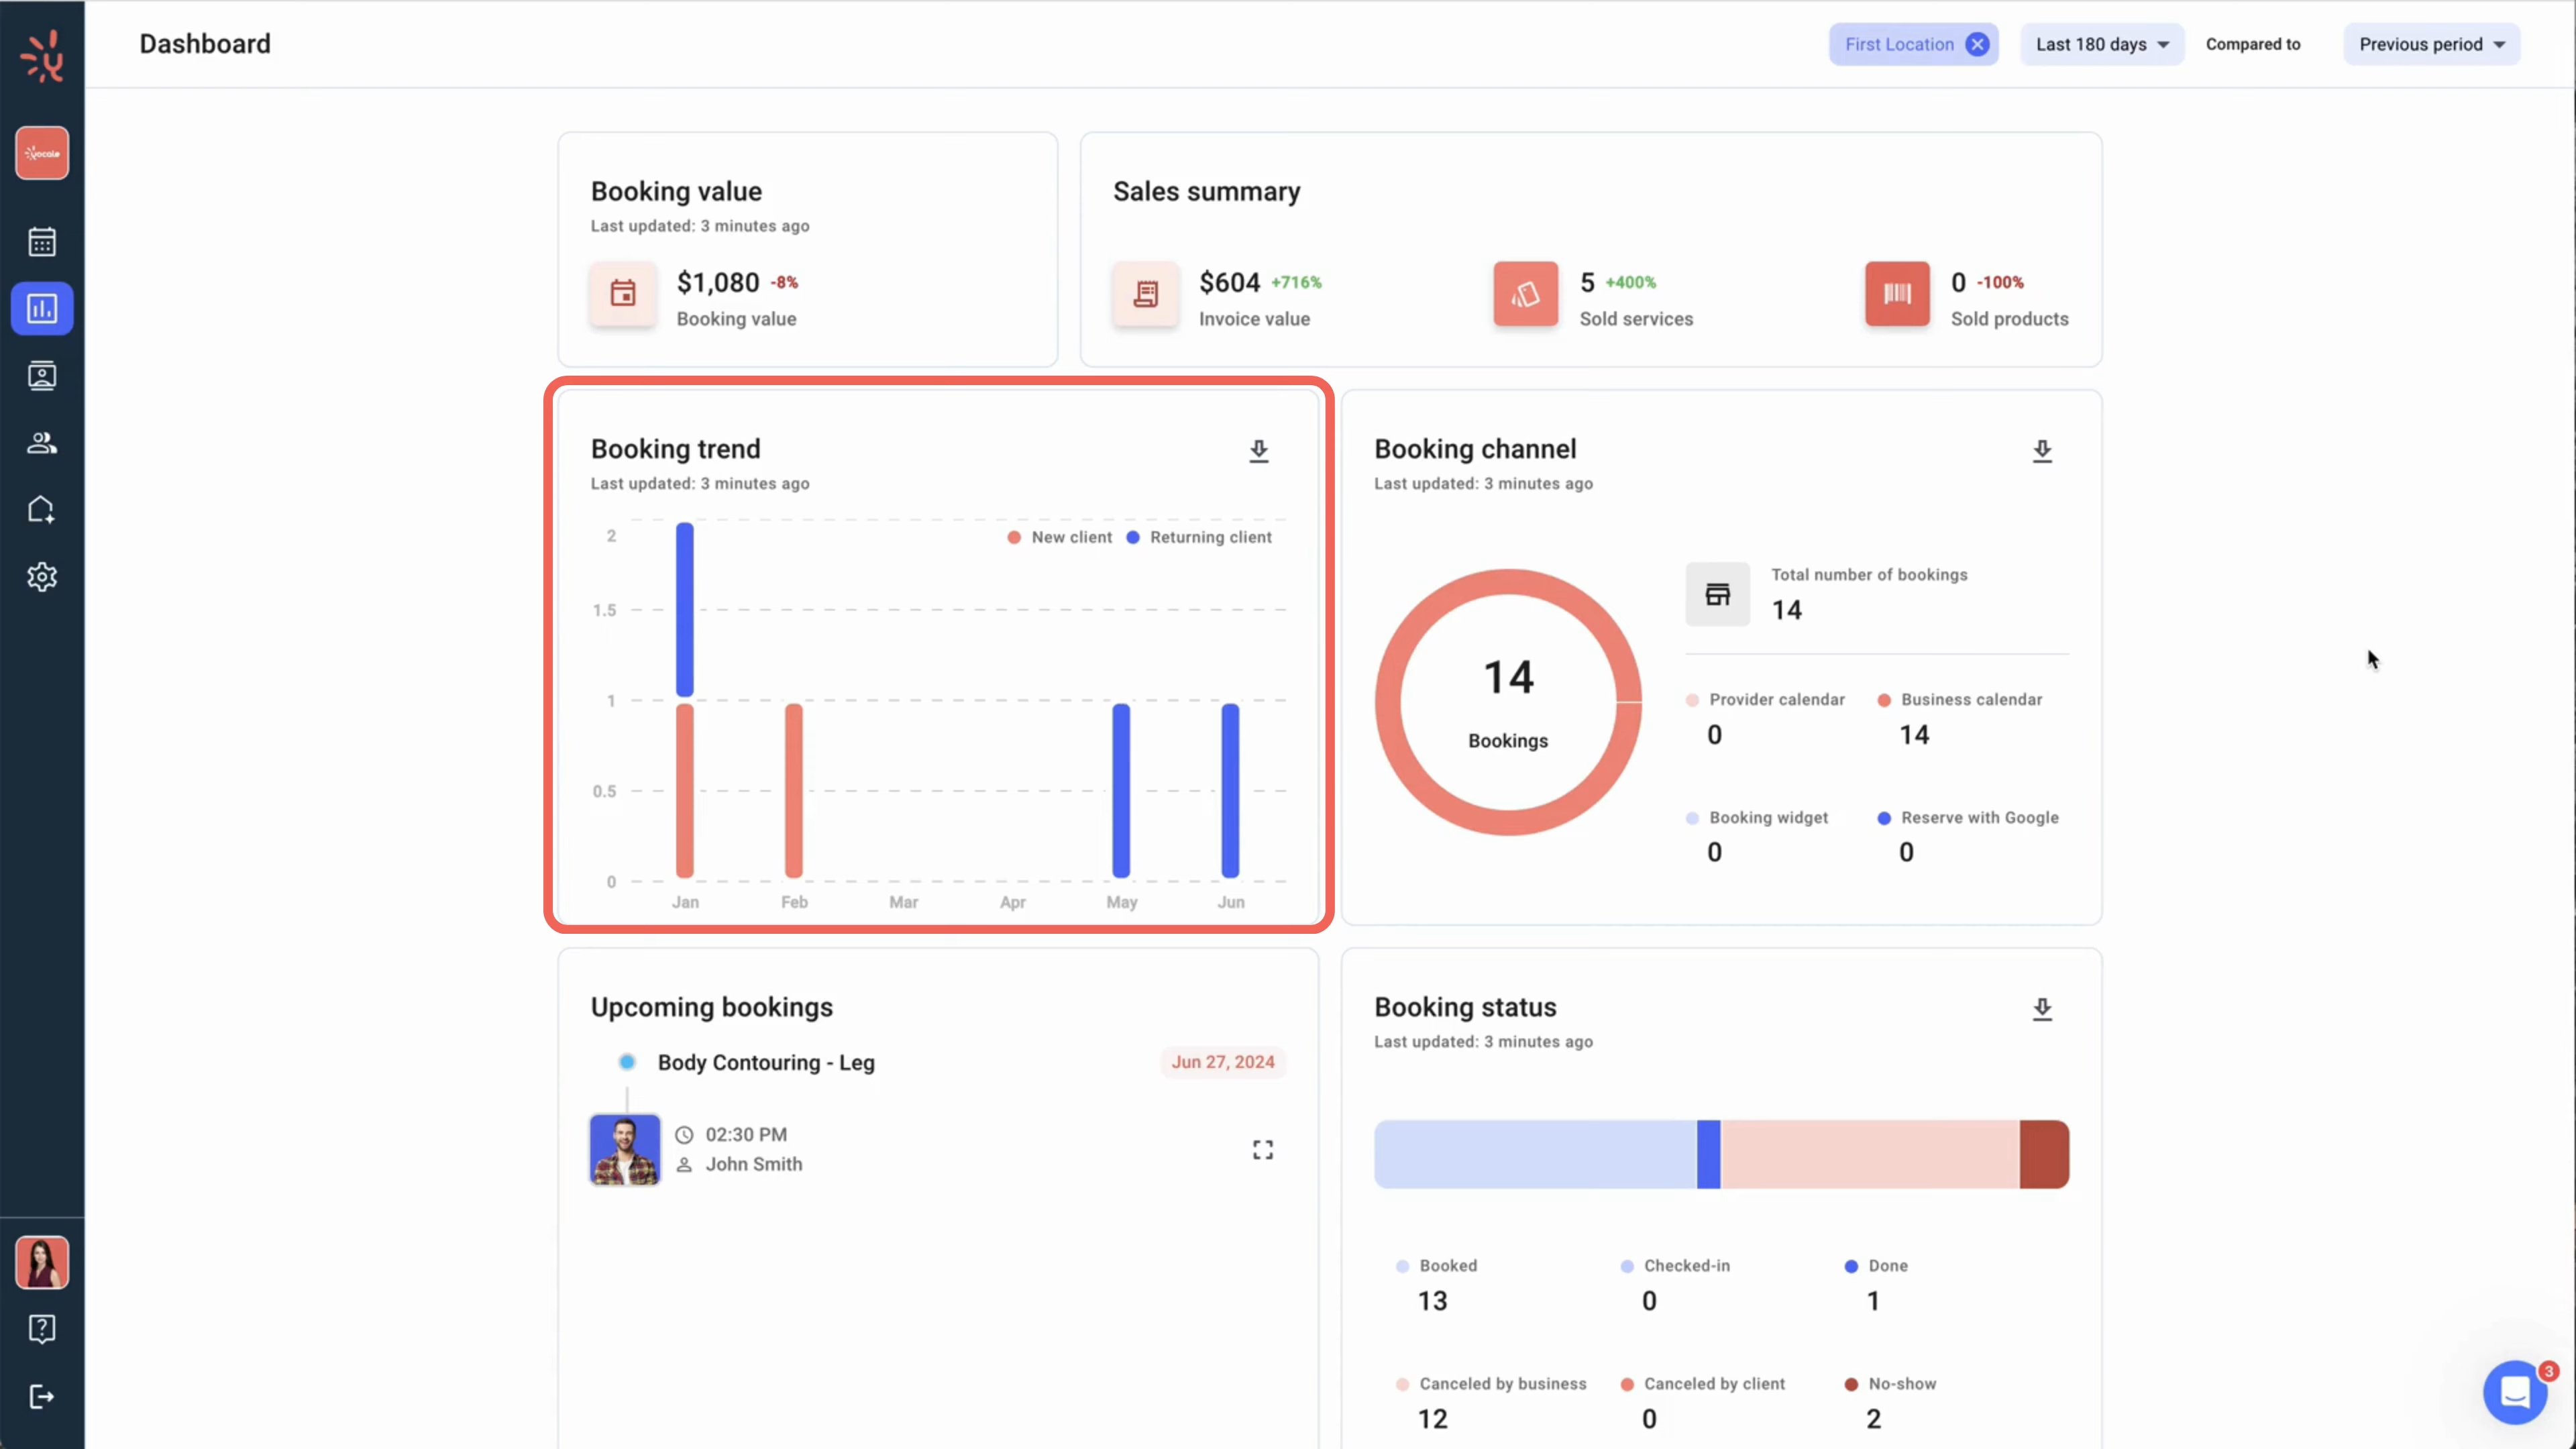 Dashboard
First Location
Last 180 days
Compared to
Previous period
yocale
Booking value
Last updated: 3 minutes ago
$1,080 -8%
Booking value
Sales summary
$604 +716%
Invoice value
5 +400%
Sold services
0 -100%
Sold products
Booking trend
Last updated: 3 minutes ago
New client
Returning client
2
1.5
1
0.5
0
Jan
Feb
Mar
Apr
May
Jun
Booking channel
Last updated: 3 minutes ago
14
Bookings
Total number of bookings
14
Provider calendar
0
Business calendar
14
Booking widget
0
Reserve with Google
0
Upcoming bookings
Body Contouring - Leg
Jun 27, 2024
02:30 PM
John Smith
Booking status
Last updated: 3 minutes ago
Booked
13
Checked-in
0
Done
1
Canceled by business
12
Canceled by client
0
No-show
2
3